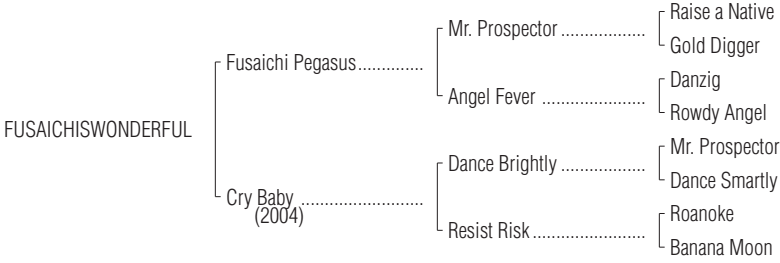 Raise a Native
Mr. Prospector ..................
Gold Digger
Fusaichi Pegasus..............
Danzig
Angel Fever ......................
Rowdy Angel
FUSAICHISWONDERFUL
Mr. Prospector
Dance Brightly ..................
Dance Smartly
Cry Baby ..........................
(2004)
Roanoke
Resist Risk ........................
Banana Moon